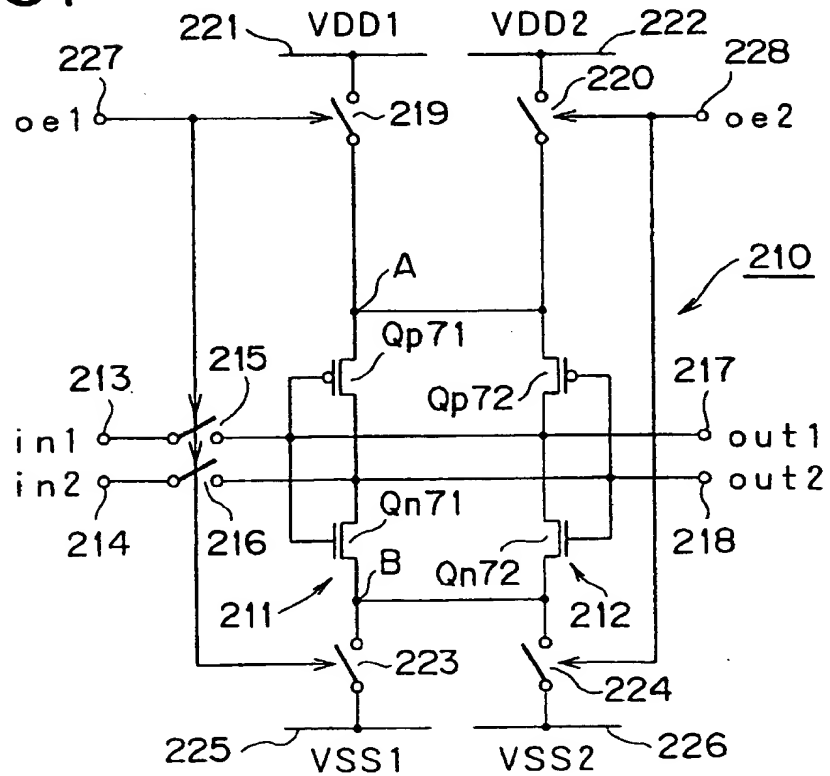 221 VDD1 VDD2 222
227 220 228
oe1 219 oe2
210
A
Qp71
215 Qp72
213 217
in1 out1
in2 out2
214 216 Qn71 218
B Qn72
211 212
223 224
225 VSS1 VSS2 226